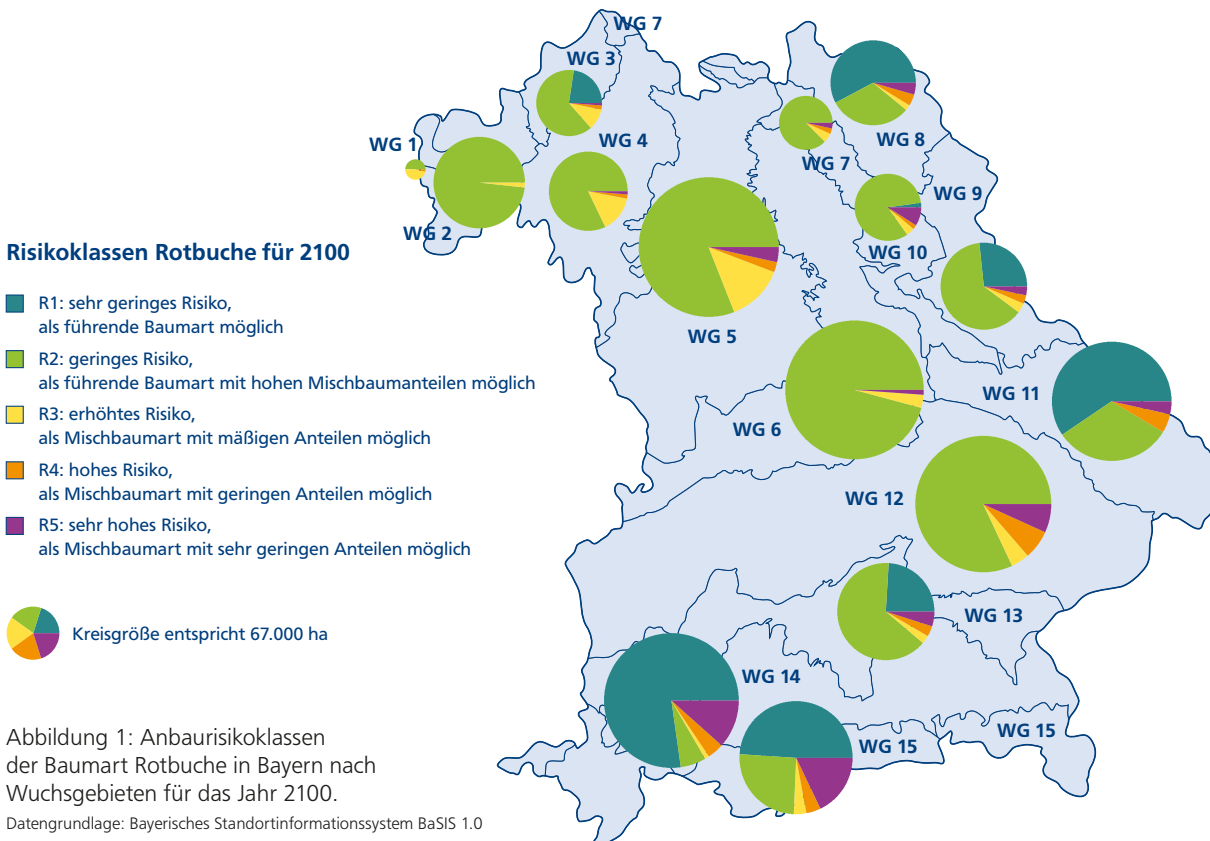 WG 7
WG 3
WG 1
WG 4
WG 8
WG 7
WG 9
WG 2
WG 10
Risikoklassen Rotbuche für 2100
R1: sehr geringes Risiko,
als führende Baumart möglich
R2: geringes Risiko,
als führende Baumart mit hohen Mischbaumanteilen möglich
R3: erhöhtes Risiko,
als Mischbaumart mit mäßigen Anteilen möglich
R4: hohes Risiko,
als Mischbaumart mit geringen Anteilen möglich
R5: sehr hohes Risiko,
als Mischbaumart mit sehr geringen Anteilen möglich
Kreisgröße entspricht 67.000 ha
WG 5
WG 11
WG 6
WG 12
WG 13
WG 14
WG 15
WG 15
Abbildung 1: Anbaurisikoklassen
der Baumart Rotbuche in Bayern nach
Wuchsgebieten für das Jahr 2100.
Datengrundlage: Bayerisches Standortinformationssystem BaSIS 1.0